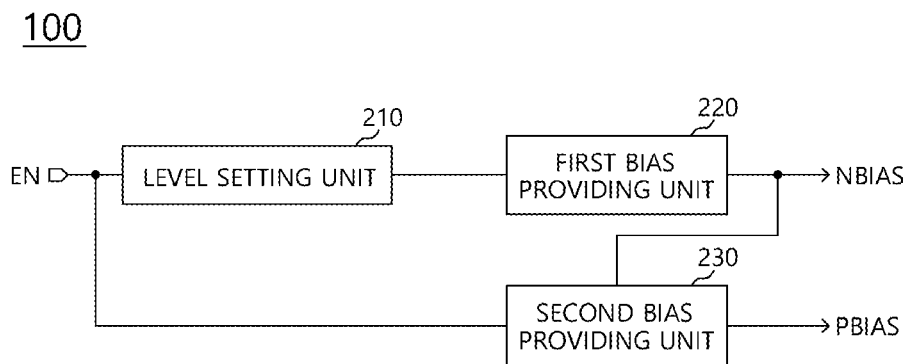 100
210
220
EN
LEVEL SETTING UNIT
FIRST BIAS
PROVIDING UNIT
NBIAS
230
SECOND BIAS
PROVIDING UNIT
PBIAS